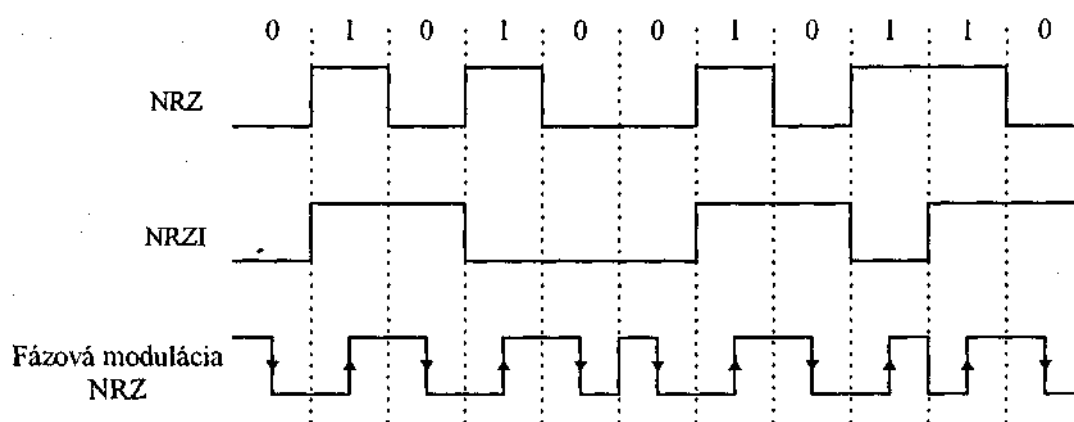 0 1 0 1 0 0 1 0 1 1 0
NRZ
NRZI
Fázová modulácia
NRZ